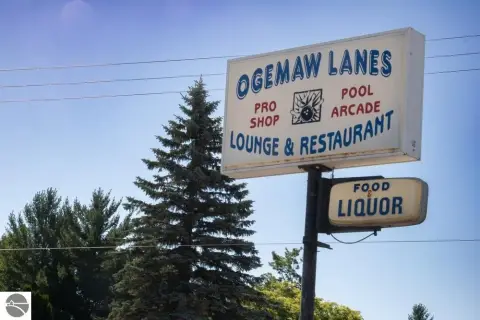 OGEMAW LANES
PRO SHOP
POOL ARCADE
LOUNGE & RESTAURANT
FOOD
&
LIQUOR